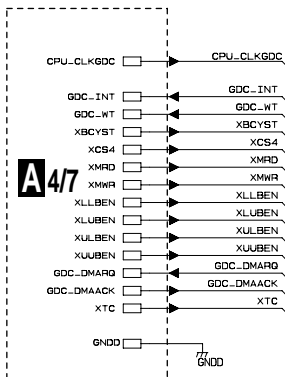 CPU_CLKGDC CPU_CLKGDC
GDC_INT GDC_INT
GDC_WT GDC_WT
XBCYST XBCYST
XCS4 XCS4
XMRD XMRD
A 4/7 XMWR XMWR
XLLBEN XLLBEN
XLUBEN XLUBEN
XULBEN XULBEN
XUUBEN XUUBEN
GDC_DMARQ GDC_DMARQ
GDC_DMAACK GDC_DMAACK
XTC XTC
GNDD
GNDD